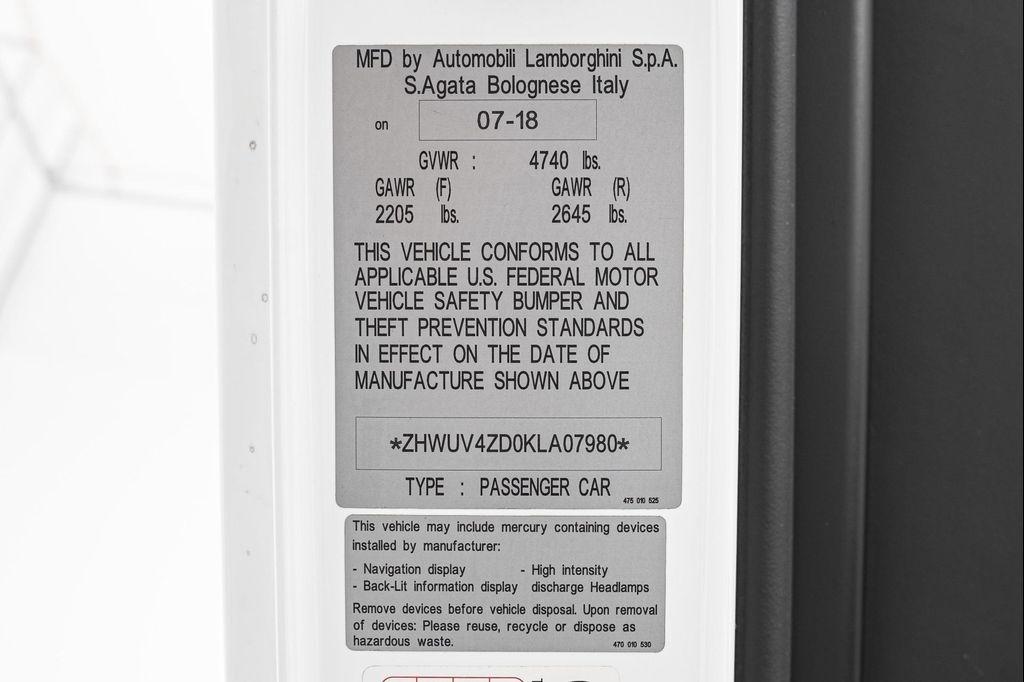 MFD by Automobili Lamborghini S.p.A.
S.Agata Bolognese Italy
on 07-18
GVWR : 4740 lbs.
GAWR (F) GAWR (R)
2205 lbs. 2645 lbs.
THIS VEHICLE CONFORMS TO ALL
APPLICABLE U.S. FEDERAL MOTOR
VEHICLE SAFETY BUMPER AND
THEFT PREVENTION STANDARDS
IN EFFECT ON THE DATE OF
MANUFACTURE SHOWN ABOVE
*ZHWUV4ZD0KLA07980*
TYPE : PASSENGER CAR
475 010 525
This vehicle may include mercury containing devices
installed by manufacturer:
- Navigation display - High intensity
- Back-Lit information display discharge Headlamps
Remove devices before vehicle disposal. Upon removal
of devices: Please reuse, recycle or dispose as
hazardous waste.
470 010 530